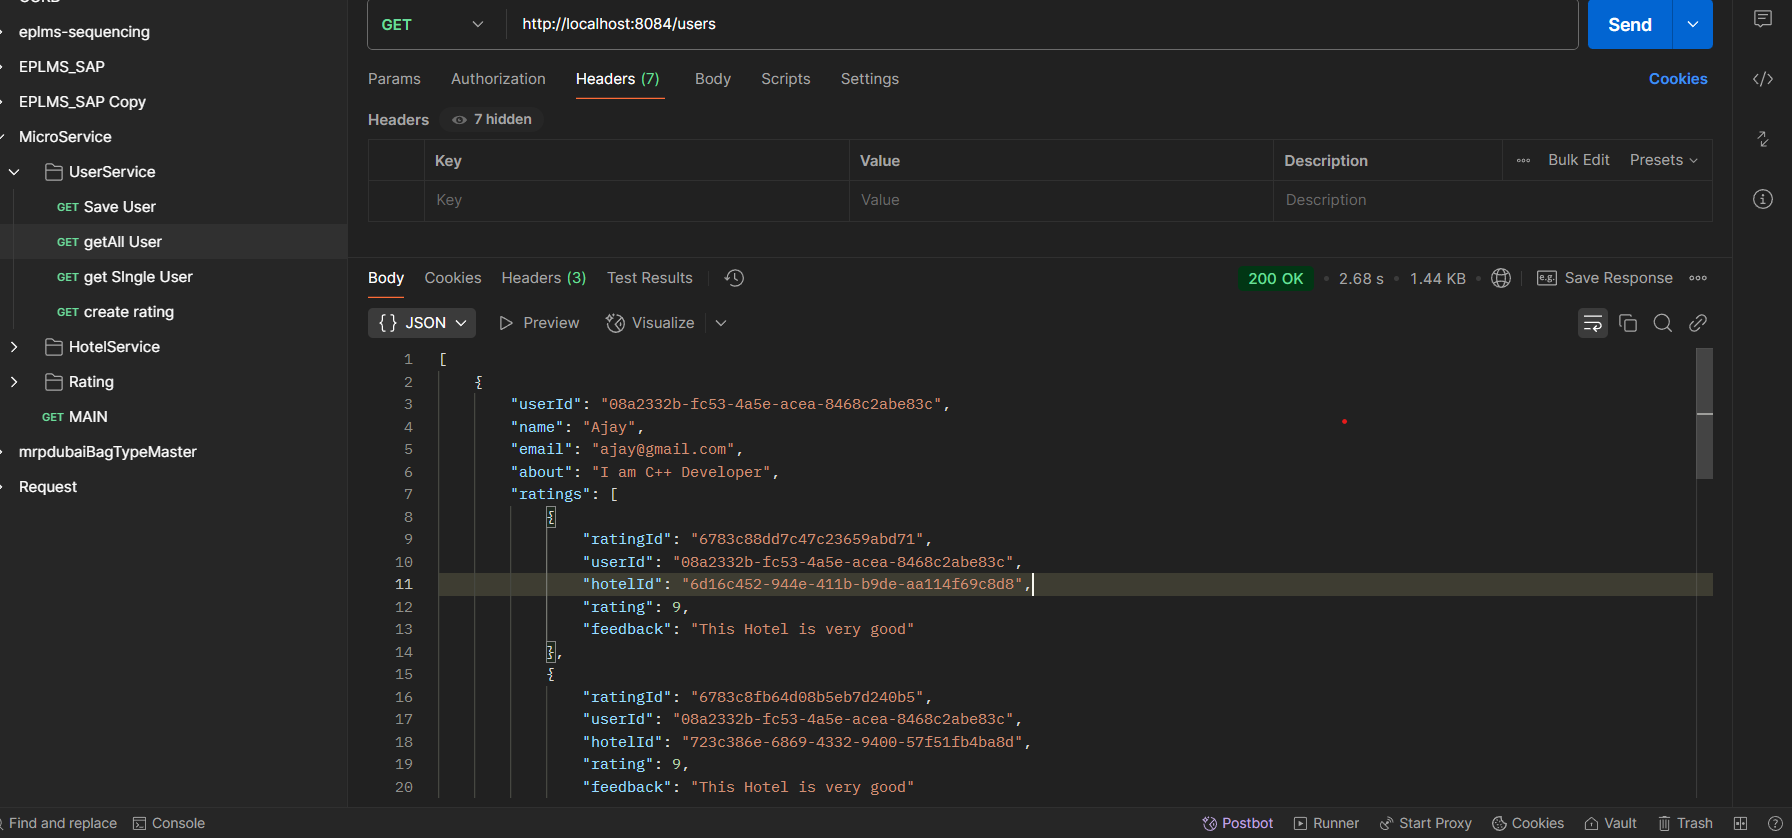 eplms-sequencing
EPLMS_SAP
EPLMS_SAP Copy
MicroService
UserService
GET Save User
GET getAll User
GET get SIngle User
GET create rating
HotelService
Rating
GET MAIN
mrpdubaiBagTypeMaster
Request
GET http://localhost:8084/users Send
Params Authorization Headers (7) Body Scripts Settings Cookies
Headers 7 hidden
Key Value Description Bulk Edit Presets
Key Value Description
Body Cookies Headers (3) Test Results 200 OK 2.68 s 1.44 KB e.g. Save Response
{} JSON Preview Visualize
1 [
2 {
3 "userId": "08a2332b-fc53-4a5e-acea-8468c2abe83c",
4 "name": "Ajay",
5 "email": "ajay@gmail.com",
6 "about": "I am C++ Developer",
7 "ratings": [
8 {
9 "ratingId": "6783c88dd7c47c23659abd71",
10 "userId": "08a2332b-fc53-4a5e-acea-8468c2abe83c",
11 "hotelId": "6d16c452-944e-411b-b9de-aa114f69c8d8",
12 "rating": 9,
13 "feedback": "This Hotel is very good"
14 },
15 {
16 "ratingId": "6783c8fb64d08b5eb7d240b5",
17 "userId": "08a2332b-fc53-4a5e-acea-8468c2abe83c",
18 "hotelId": "723c386e-6869-4332-9400-57f51fb4ba8d",
19 "rating": 9,
20 "feedback": "This Hotel is very good"
Find and replace Console Postbot Runner Start Proxy Cookies Vault Trash